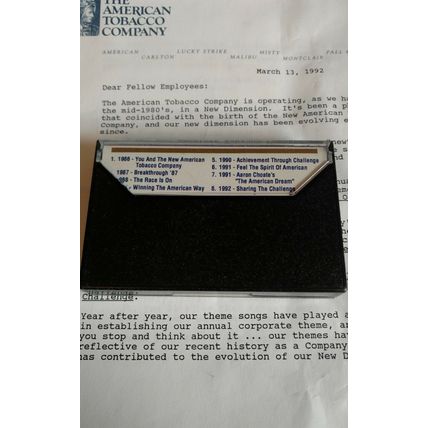 THE
AMERICAN
TOBACCO
COMPANY
AMERICAN LUCKY STRIKE MISTY PALL
CARLTON MALIBU MONTCLAIR
March 13, 1992
Dear Fellow Employees:
The American Tobacco Company is operating, as we ha
the mid-1980's, in a New Dimension. It's been a p
that coincided with the birth of the New American
Company, and our new dimension has been evolving e
since.
1. 1986 - You And The New American
Tobacco Company
1987 - Breakthrough '87
988 - The Race Is On
Winning The American Way
5. 1990 - Achievement Through Challenge
6. 1991 - Feel The Spirit Of American
7. 1991 - Aaron Choate's
"The American Dream"
8. 1992 - Sharing The Challenge
Challenge.
Year after year, our theme songs have played a
in establishing our annual corporate theme, an
you stop and think about it ... our themes hav
reflective of our recent history as a Company
has contributed to the evolution of our New D